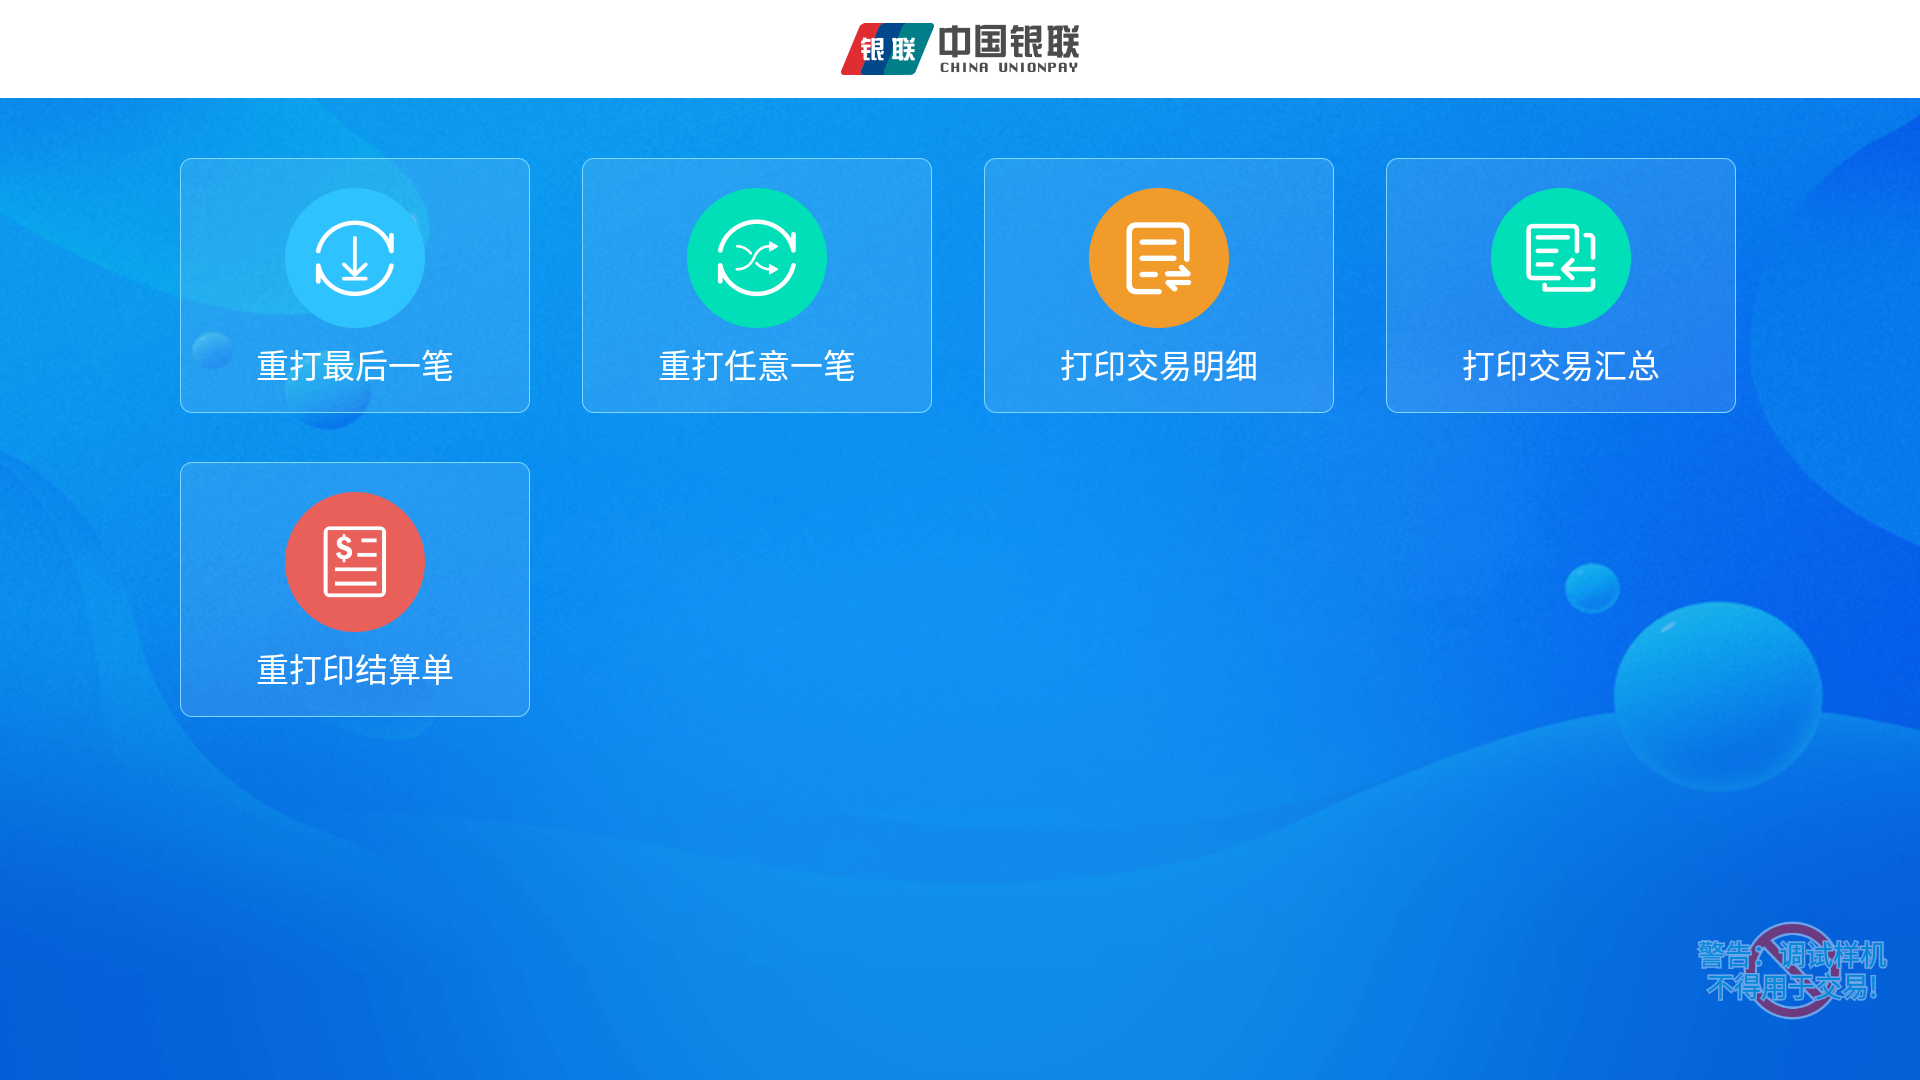 银联 中国银联
CHINA UNIONPAY
重打最后一笔
重打任意一笔
打印交易明细
打印交易汇总
重打印结算单
警告：调试样机
不得用于交易!